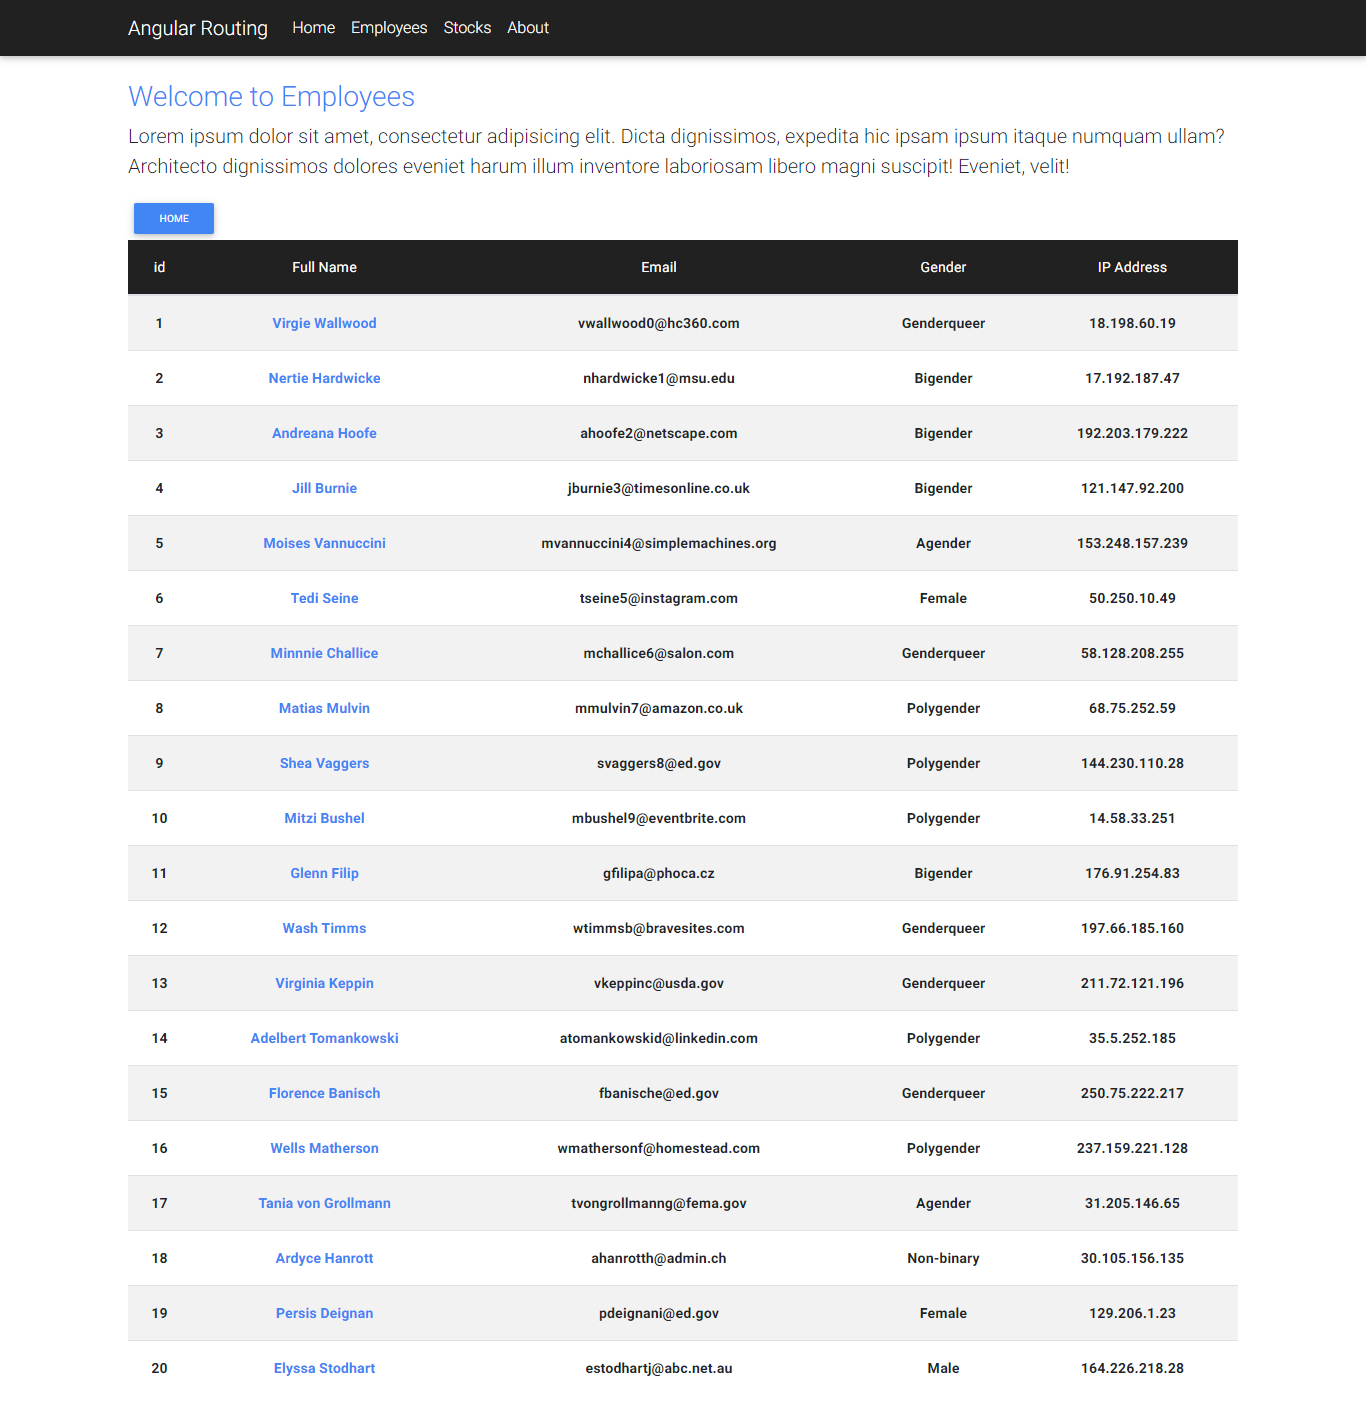 Angular Routing Home Employees Stocks About
Welcome to Employees
Lorem ipsum dolor sit amet, consectetur adipisicing elit. Dicta dignissimos, expedita hic ipsam ipsum itaque numquam ullam?
Architecto dignissimos dolores eveniet harum illum inventore laboriosam libero magni suscipit! Eveniet, velit!
HOME
id Full Name Email Gender IP Address
1 Virgie Wallwood vwallwood0@hc360.com Genderqueer 18.198.60.19
2 Nertie Hardwicke nhardwicke1@msu.edu Bigender 17.192.187.47
3 Andreana Hoofe ahoofe2@netscape.com Bigender 192.203.179.222
4 Jill Burnie jburnie3@timesonline.co.uk Bigender 121.147.92.200
5 Moises Vannuccini mvannuccini4@simplemachines.org Agender 153.248.157.239
6 Tedi Seine tseine5@instagram.com Female 50.250.10.49
7 Minnnie Challice mchallice6@salon.com Genderqueer 58.128.208.255
8 Matias Mulvin mmulvin7@amazon.co.uk Polygender 68.75.252.59
9 Shea Vaggers svaggers8@ed.gov Polygender 144.230.110.28
10 Mitzi Bushel mbushel9@eventbrite.com Polygender 14.58.33.251
11 Glenn Filip gfilipa@phoca.cz Bigender 176.91.254.83
12 Wash Timms wtimmsb@bravesites.com Genderqueer 197.66.185.160
13 Virginia Keppin vkeppinc@usda.gov Genderqueer 211.72.121.196
14 Adelbert Tomankowski atomankowskid@linkedin.com Polygender 35.5.252.185
15 Florence Banisch fbanische@ed.gov Genderqueer 250.75.222.217
16 Wells Matherson wmathersonf@homestead.com Polygender 237.159.221.128
17 Tania von Grollmann tvongrollmanng@fema.gov Agender 31.205.146.65
18 Ardyce Hanrott ahanrotth@admin.ch Non-binary 30.105.156.135
19 Persis Deignan pdeignani@ed.gov Female 129.206.1.23
20 Elyssa Stodhart estodhartj@abc.net.au Male 164.226.218.28